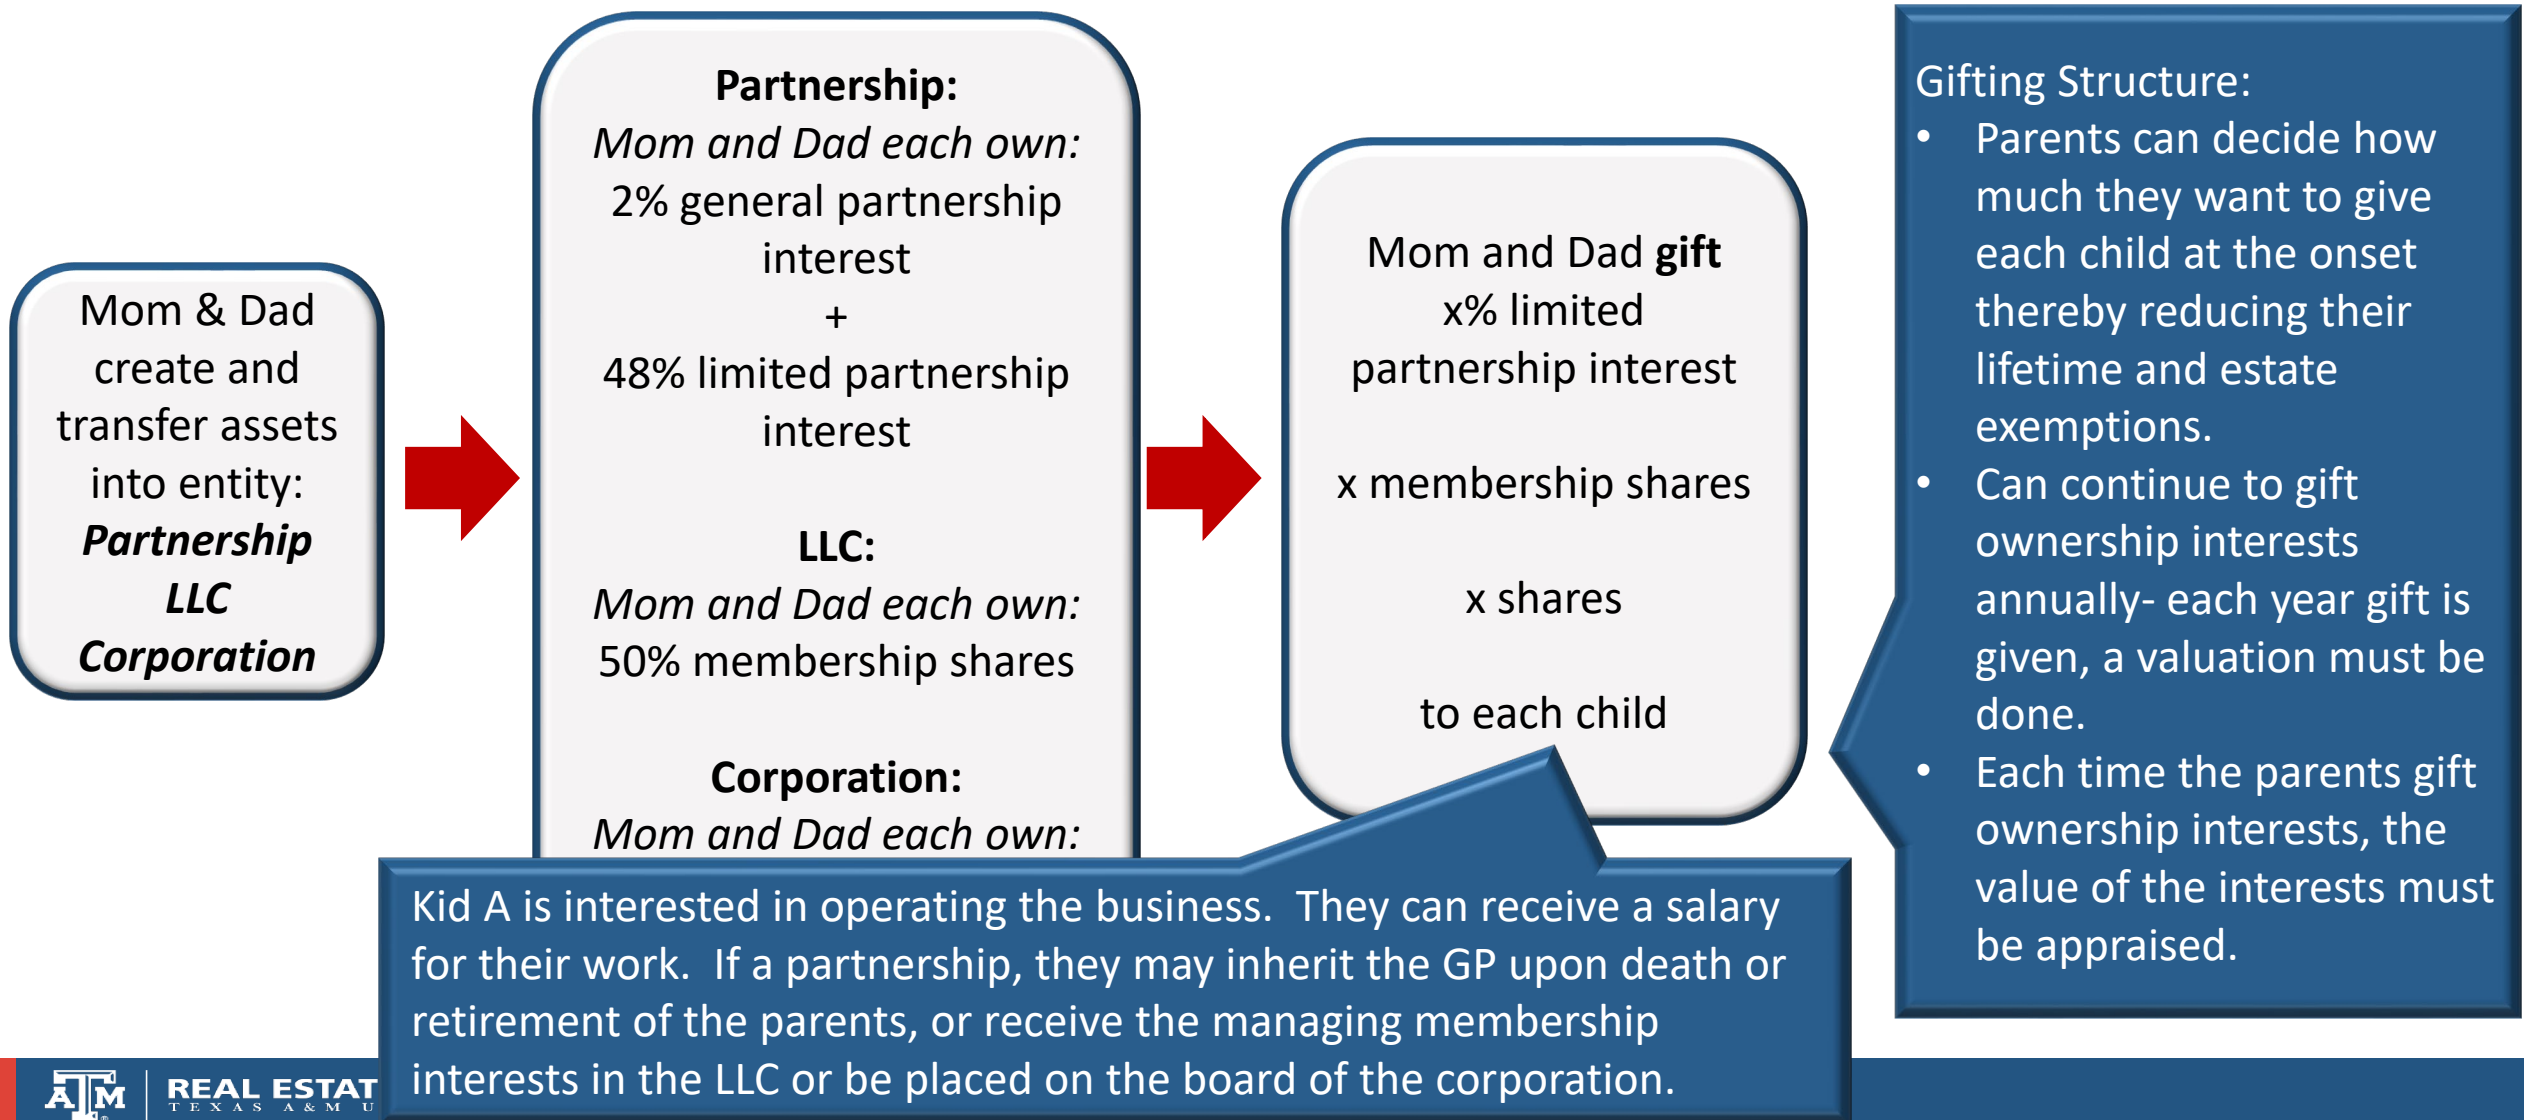 Mom & Dad
create and
transfer assets
into entity:
Partnership
LLC
Corporation
Partnership:
Mom and Dad each own:
2% general partnership
interest
+
48% limited partnership
interest
LLC:
Mom and Dad each own:
50% membership shares
Corporation:
Mom and Dad each own:
Mom and Dad gift
x% limited
partnership interest
x membership shares
x shares
to each child
Gifting Structure:
• Parents can decide how
much they want to give
each child at the onset
thereby reducing their
lifetime and estate
exemptions.
• Can continue to gift
ownership interests
annually- each year gift is
given, a valuation must be
done.
• Each time the parents gift
ownership interests, the
value of the interests must
be appraised.
Kid A is interested in operating the business.  They can receive a salary
for their work.  If a partnership, they may inherit the GP upon death or
retirement of the parents, or receive the managing membership
interests in the LLC or be placed on the board of the corporation.
ATM
REAL ESTAT
TEXAS A&M U